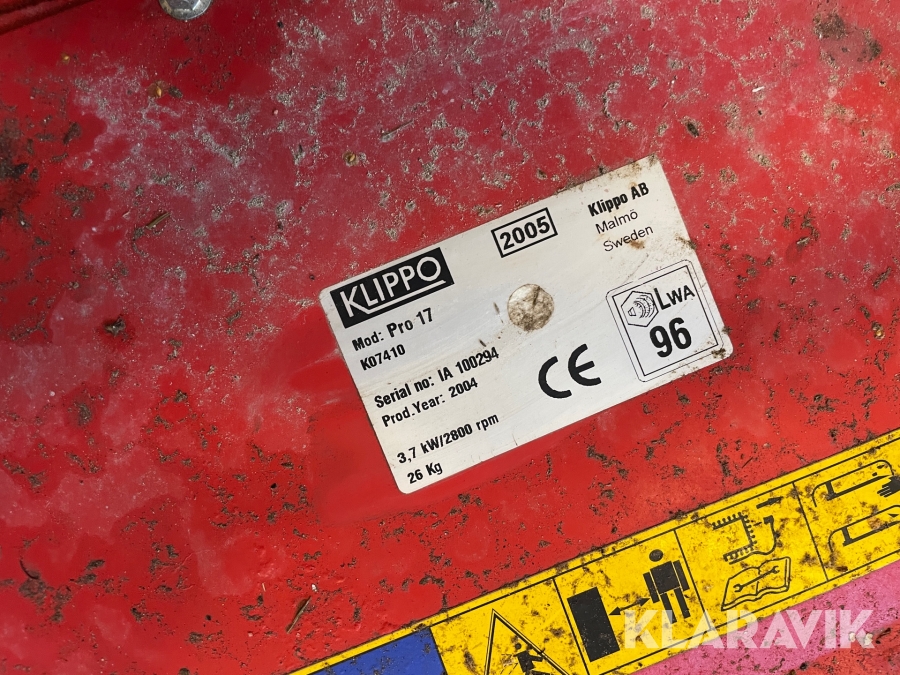 KLIPPO
2005
Klippo AB
Malmö
Sweden
Mod: Pro 17
K07410
Serial no: IA 100294
Prod.Year: 2004
3,7 kW/2800 rpm
26 Kg
CE
LWA
96
KLARAVIK